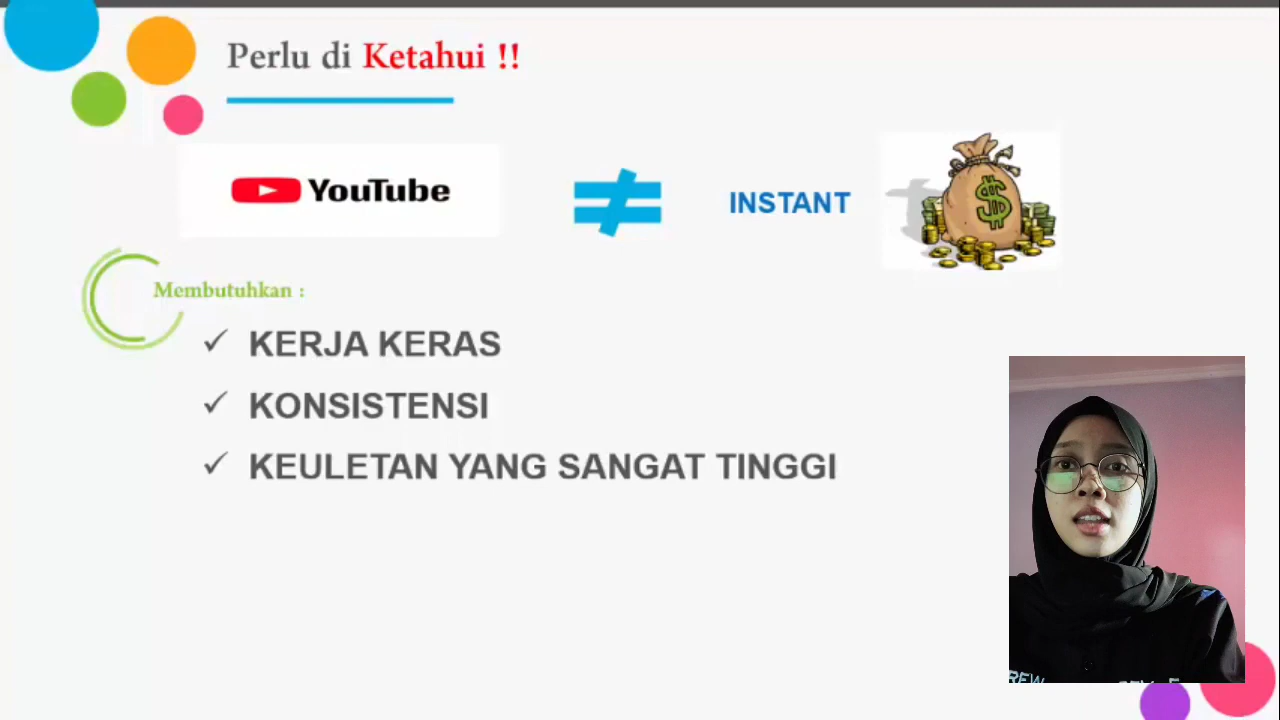 Perlu di Ketahui !!
YouTube
INSTANT
$
Membutuhkan :
KERJA KERAS
KONSISTENSI
KEULETAN YANG SANGAT TINGGI